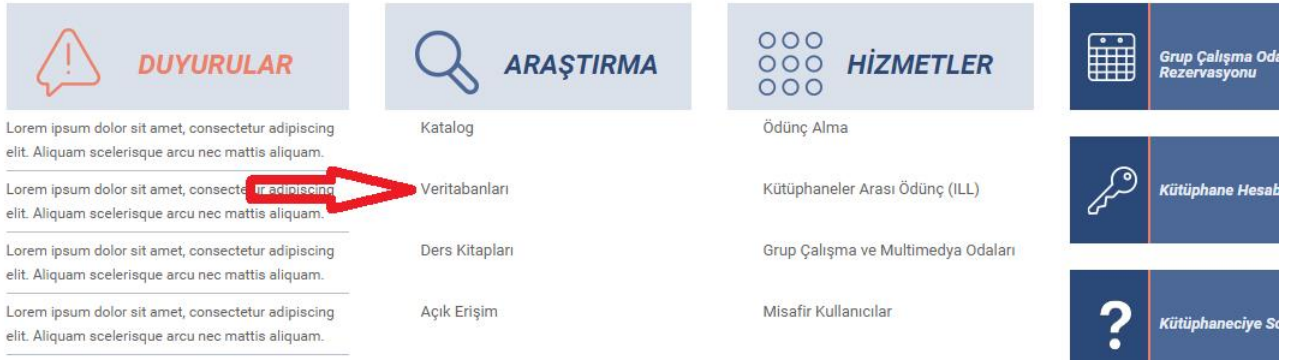 DUYURULAR
Lorem ipsum dolor sit amet, consectetur adipiscing
elit. Aliquam scelerisque arcu nec mattis aliquam.
Lorem ipsum dolor sit amet, consectetur adipiscing
elit. Aliquam scelerisque arcu nec mattis aliquam.
Lorem ipsum dolor sit amet, consectetur adipiscing
elit. Aliquam scelerisque arcu nec mattis aliquam.
Lorem ipsum dolor sit amet, consectetur adipiscing
elit. Aliquam scelerisque arcu nec mattis aliquam.
ARAŞTIRMA
Katalog
Veritabanları
Ders Kitapları
Açık Erişim
HİZMETLER
Ödünç Alma
Kütüphaneler Arası Ödünç (ILL)
Grup Çalışma ve Multimedya Odaları
Misafir Kullanıcılar
Grup Çalışma
Rezervasyonu
Kütüphane
Kütüphaneciye